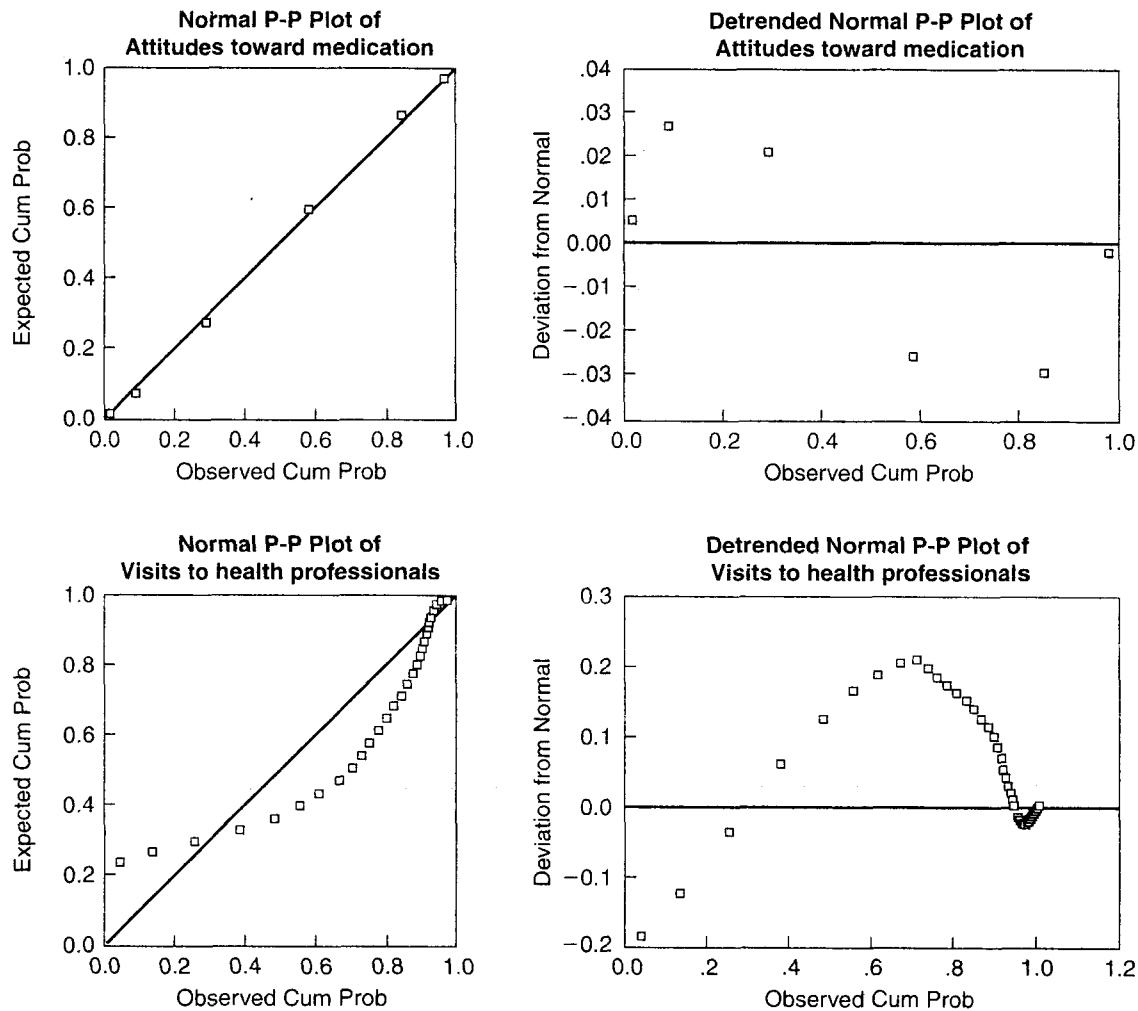 Normal P-P Plot of
Attitudes toward medication
1.0
0.8
0.6
0.4
0.2
0.0
0.0 0.2 0.4 0.6 0.8 1.0
Expected Cum Prob
Observed Cum Prob
Detrended Normal P-P Plot of
Attitudes toward medication
.04
.03
.02
.01
0.00
−.01
−.02
−.03
−.04
0.0 0.2 0.4 0.6 0.8 1.0
Deviation from Normal
Observed Cum Prob
Normal P-P Plot of
Visits to health professionals
1.0
0.8
0.6
0.4
0.2
0.0
0.0 0.2 0.4 0.6 0.8 1.0
Expected Cum Prob
Observed Cum Prob
Detrended Normal P-P Plot of
Visits to health professionals
0.3
0.2
0.1
0.0
−0.1
−0.2
0.0 .2 .4 .6 .8 1.0 1.2
Deviation from Normal
Observed Cum Prob